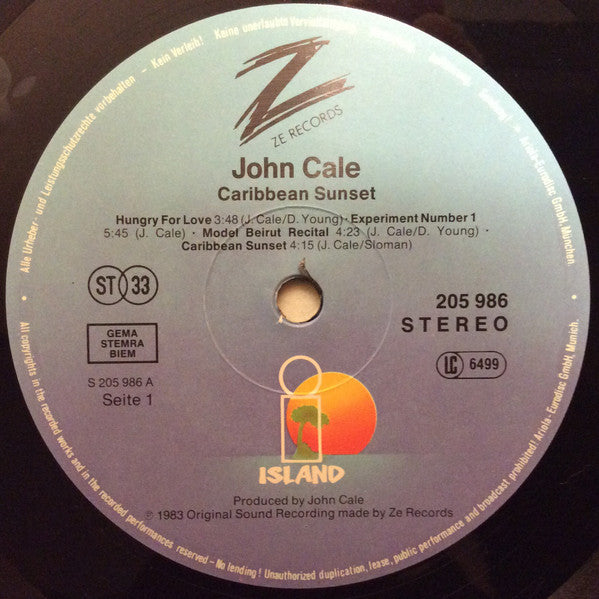 Alle Urheber- und Leistungsschutzrechte vorbehalten – Kein Verleih! Keine unerlaubte
– Ariola-Eurodisc GmbH, München.
Z
ZE RECORDS
John Cale
Caribbean Sunset
Hungry For Love 3:48 (J. Cale/D. Young) · Experiment Number 1
5:45 (J. Cale) · Model Beirut Recital 4:23 (J. Cale/D. Young) ·
Caribbean Sunset 4:15 (J. Cale/Sloman)
ST 33
205 986
STEREO
GEMA
STEMRA
BIEM
LC 6499
S 205 986 A
Seite 1
i
ISLAND
Produced by John Cale
℗ 1983 Original Sound Recording made by Ze Records
All copyrights in the recorded works and in the recorded performances reserved – No lending! Unauthorized duplication, lease, public performance and broadcast prohibited! Ariola-Eurodisc GmbH, Munich.